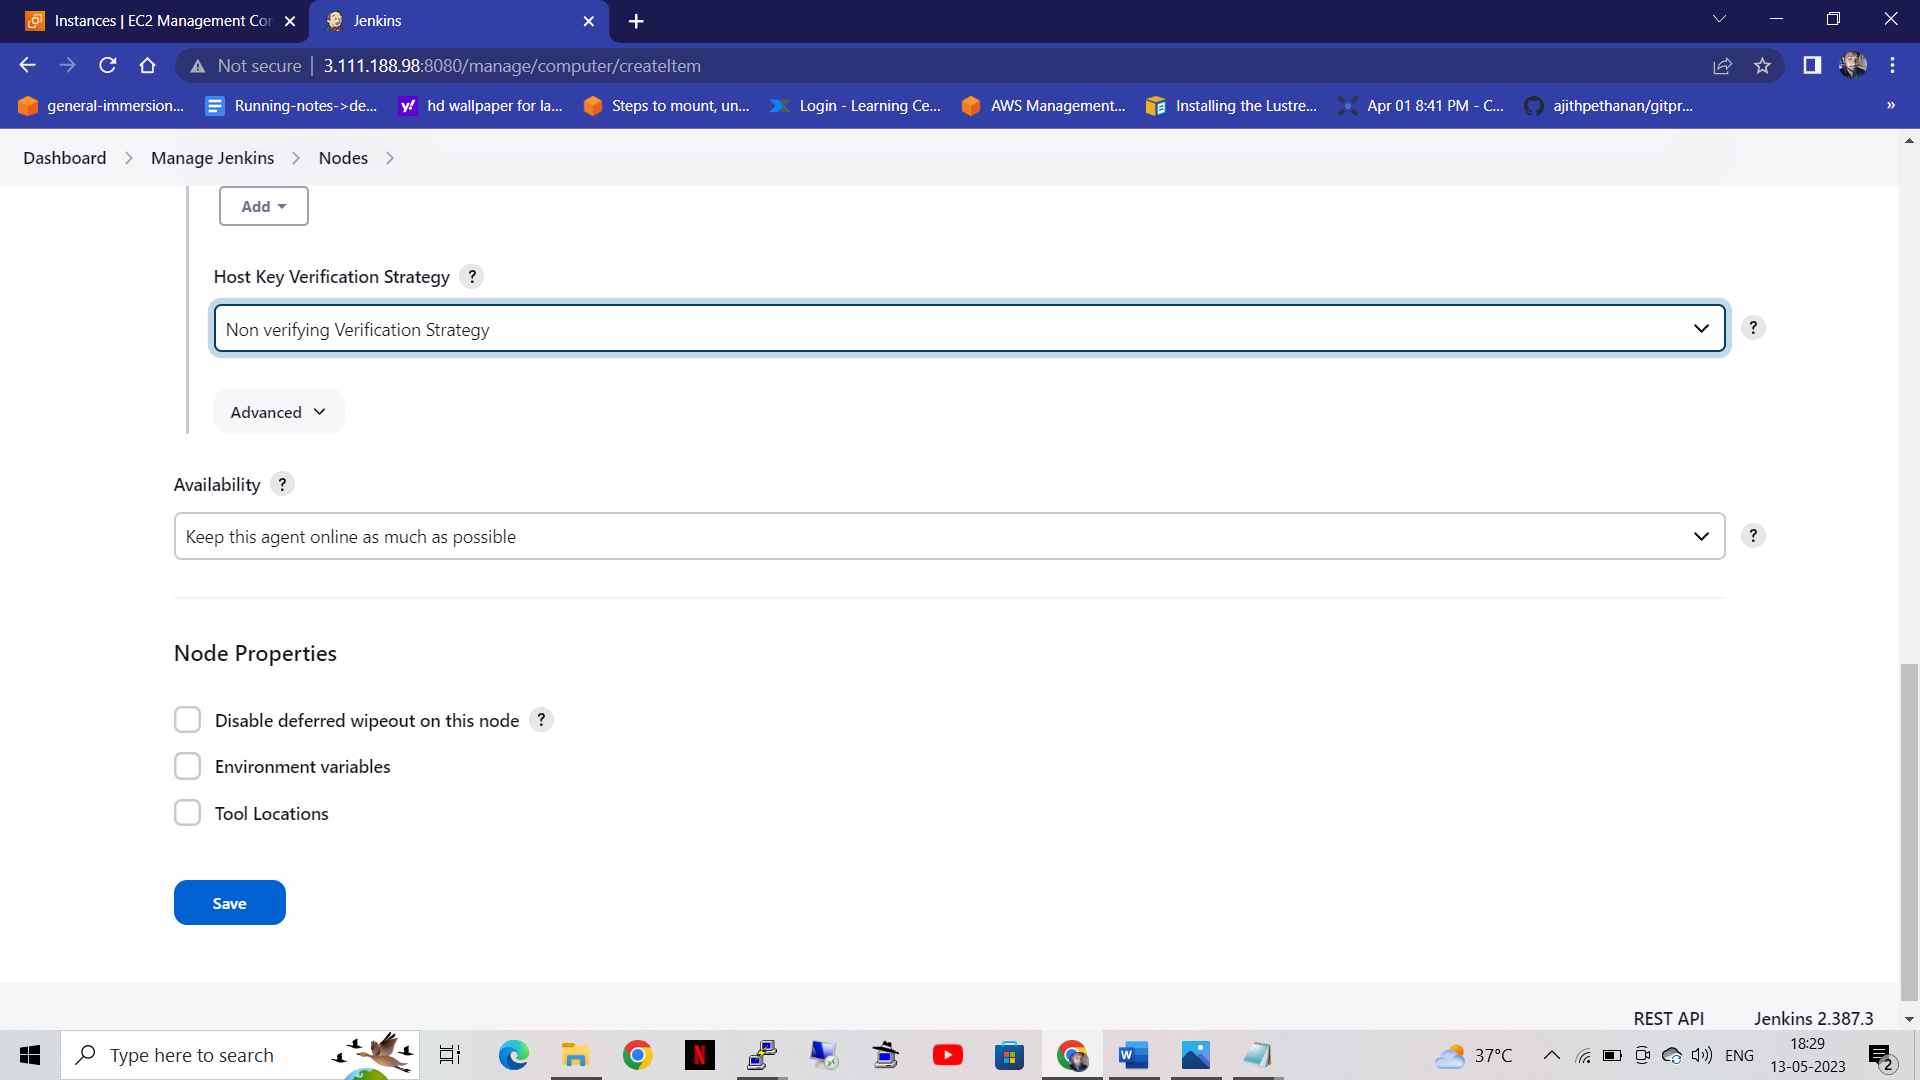 Instances | EC2 Management Con
Jenkins
Not secure
3.111.188.98:8080/manage/computer/createItem
general-immersion...
Running-notes->de...
hd wallpaper for la...
Steps to mount, un...
Login - Learning Ce...
AWS Management...
Installing the Lustre...
Apr 01 8:41 PM - C...
ajithpethanan/gitpr...
»
Dashboard
Manage Jenkins
Nodes
Add
Host Key Verification Strategy ?
Non verifying Verification Strategy
?
Advanced
Availability ?
Keep this agent online as much as possible
?
Node Properties
Disable deferred wipeout on this node ?
Environment variables
Tool Locations
Save
REST API
Jenkins 2.387.3
Type here to search
37°C
ENG
18:29
13-05-2023
2